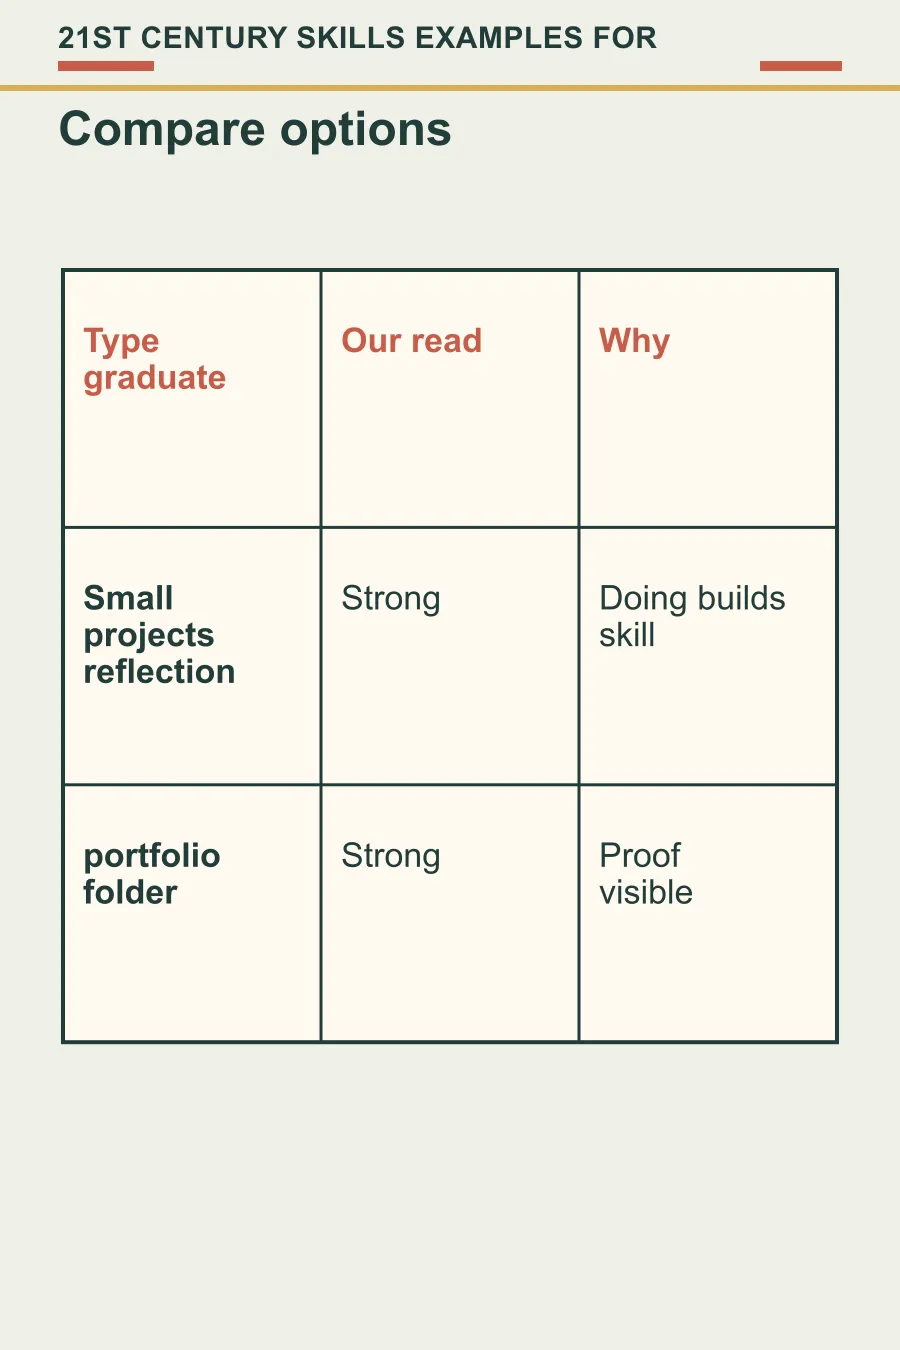 21ST CENTURY SKILLS EXAMPLES FOR
Compare options
Type
graduate
Our read
Why
Small
projects
reflection
Strong
Doing builds
skill
portfolio
folder
Strong
Proof
visible